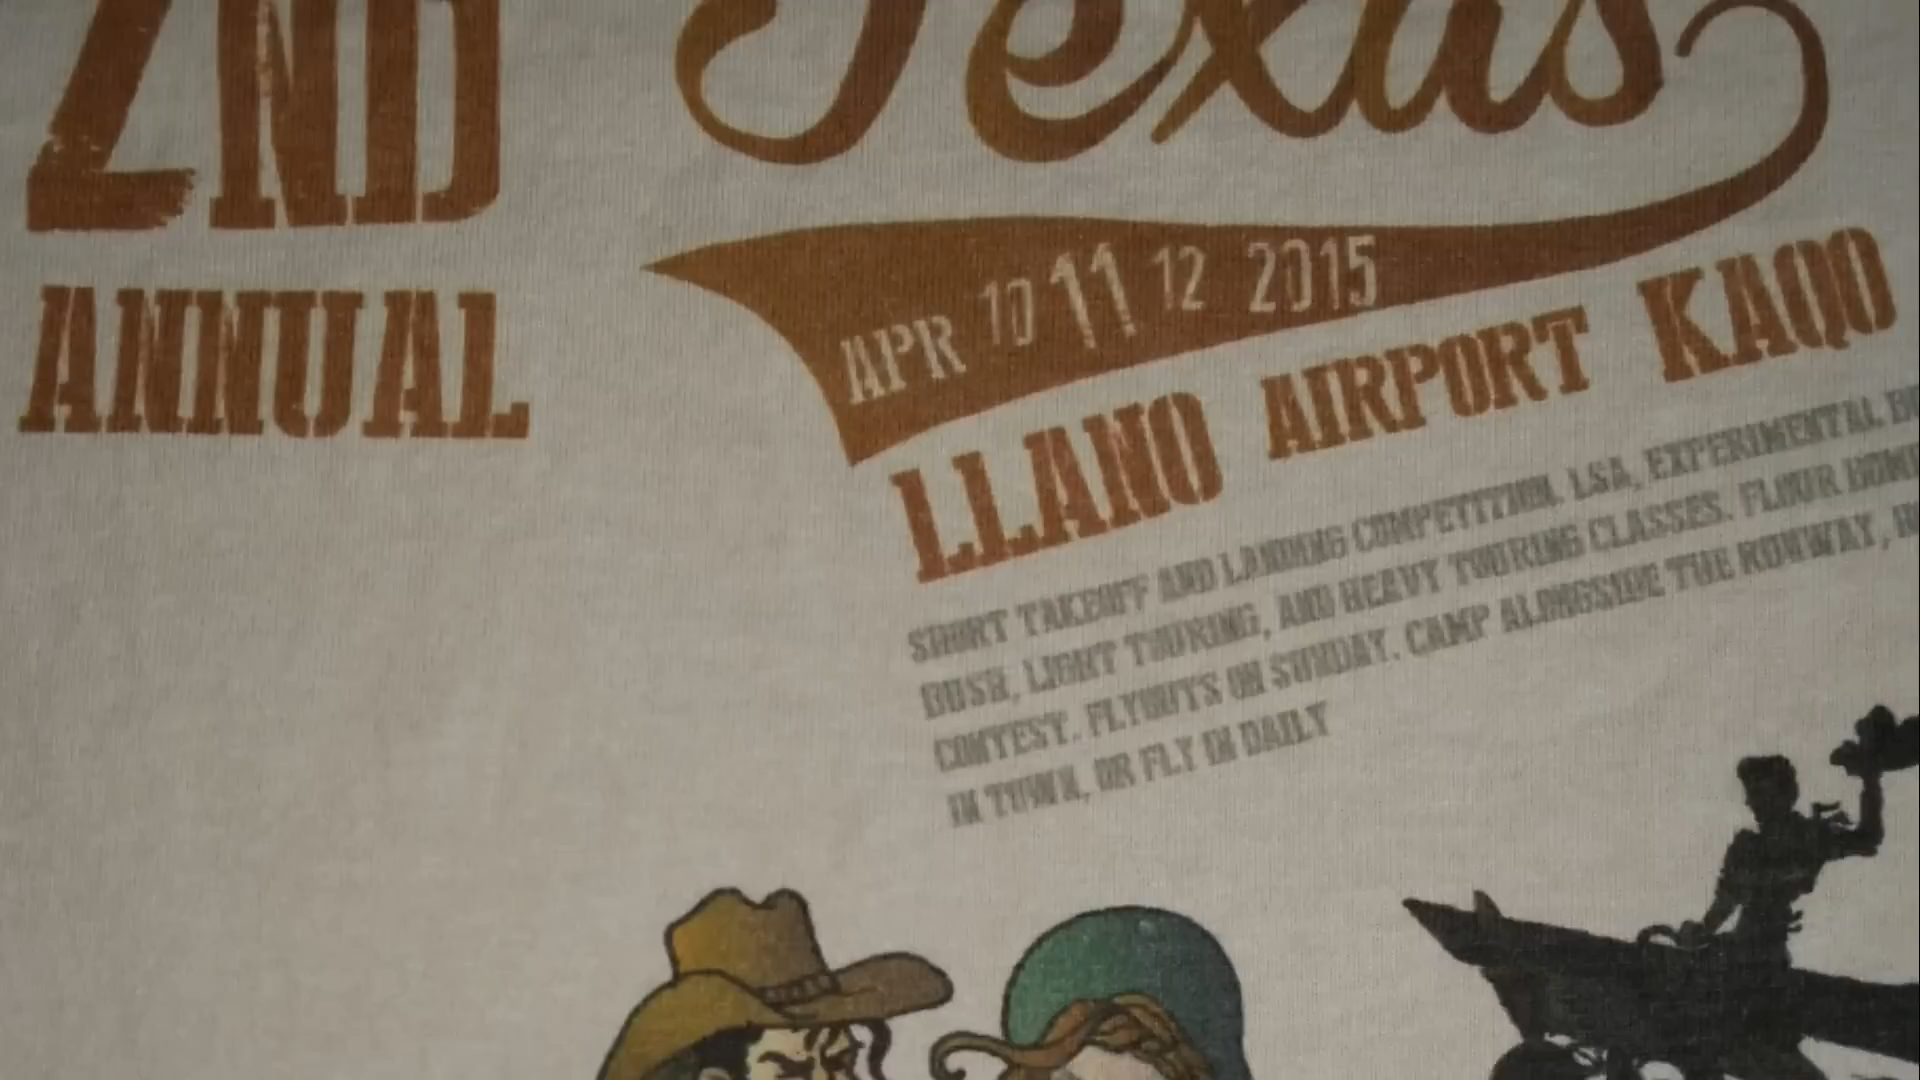 2ND
ANNUAL
Texas
APR 10 11 12 2015
LLANO AIRPORT KAQO
SHORT TAKEOFF AND LANDING COMPETITION. LSA, EXPERIMENTAL
BUSH, LIGHT TOURING, AND HEAVY TOURING CLASSES. FLOUR
CONTEST. FLYOUTS ON SUNDAY. CAMP ALONGSIDE THE RUNWAY,
IN TOWN, OR FLY IN DAILY